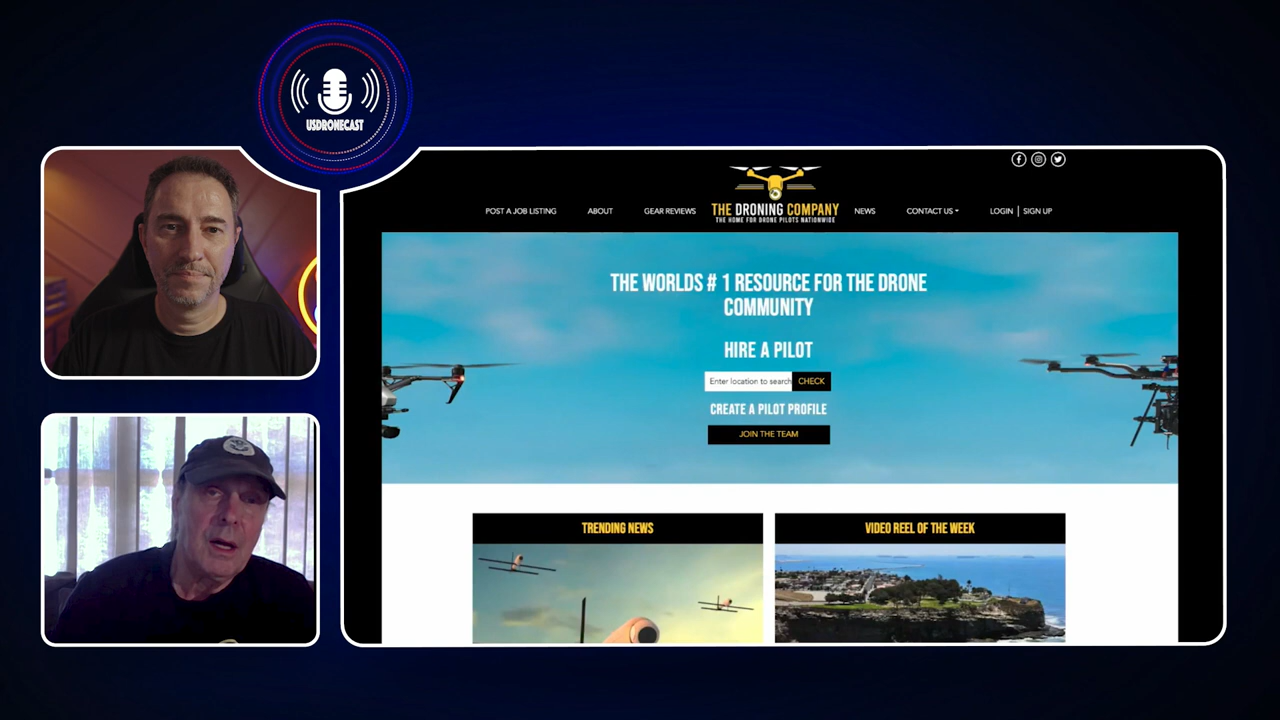 USDRONECAST
POST A JOB LISTING
ABOUT
GEAR REVIEWS
THE DRONING COMPANY
THE HOME FOR DRONE PILOTS NATIONWIDE
NEWS
CONTACT US
LOGIN | SIGN UP
THE WORLDS # 1 RESOURCE FOR THE DRONE
COMMUNITY
HIRE A PILOT
Enter location to search
CHECK
CREATE A PILOT PROFILE
JOIN THE TEAM
TRENDING NEWS
VIDEO REEL OF THE WEEK